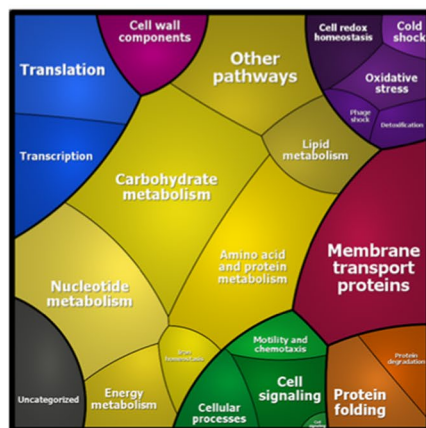 Cell wall
components
Other
pathways
Cell redox
homeostasis
Cold
shock
Translation
Oxidative
stress
Phage
shock
Detoxification
Transcription
Lipid
metabolism
Carbohydrate
metabolism
Amino acid
and protein
metabolism
Membrane
transport
proteins
Nucleotide
metabolism
Motility and
chemotaxis
Protein
degradation
Uncategorized
Energy
metabolism
Cell
signaling
Protein
folding
Cellular
processes